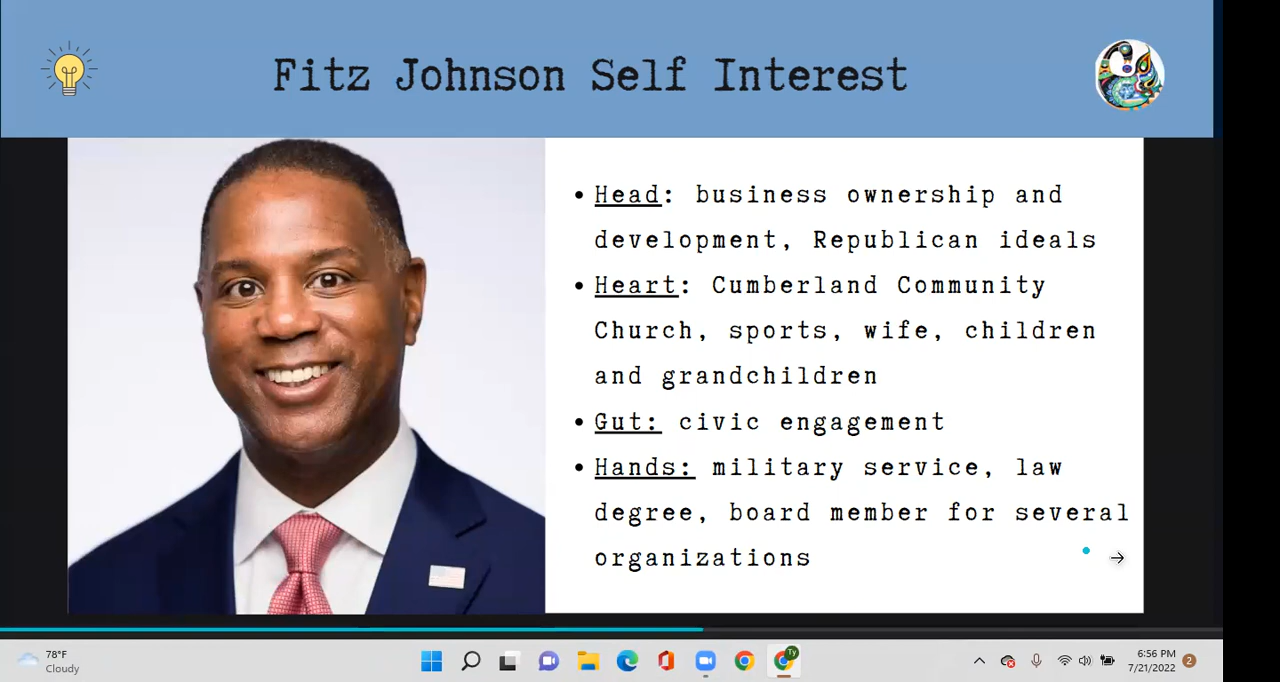 Fitz Johnson Self Interest
• Head: business ownership and
development, Republican ideals
• Heart: Cumberland Community
Church, sports, wife, children
and grandchildren
• Gut: civic engagement
• Hands: military service, law
degree, board member for several
organizations
78°F
Cloudy
Ty
6:56 PM
7/21/2022
2